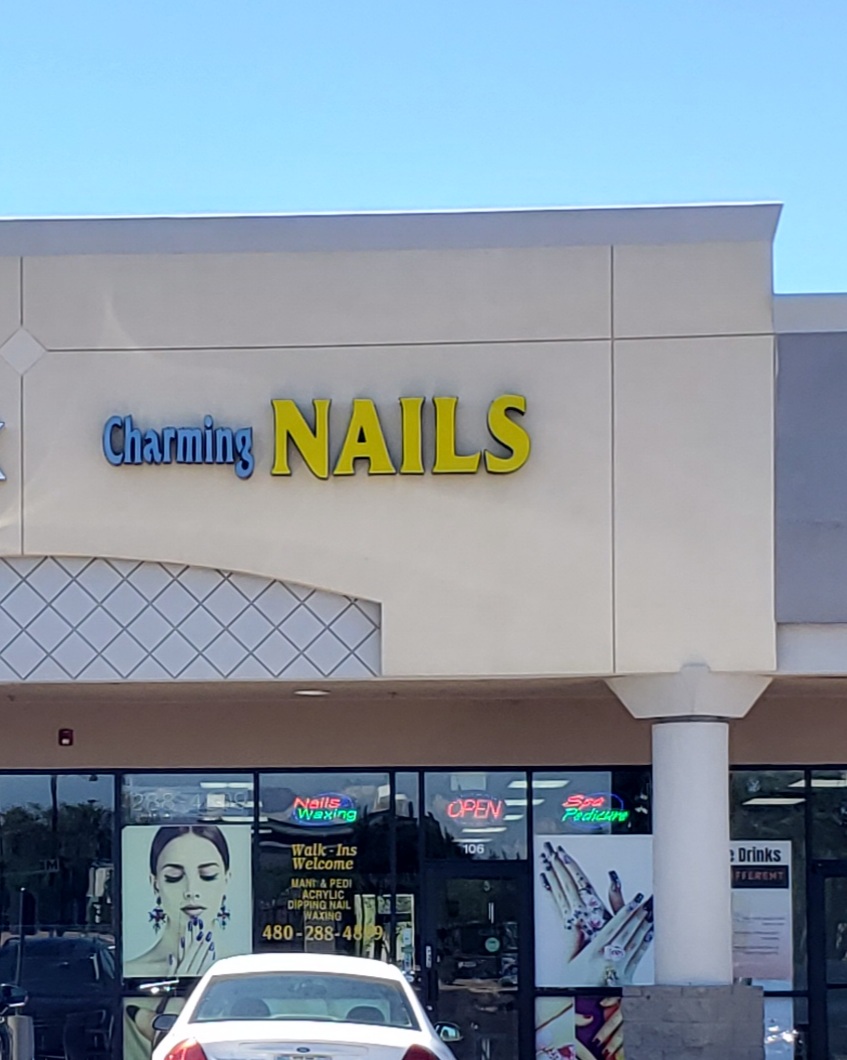 Charming NAILS
Nails
Waxing
OPEN
Spa
Pedicure
106
Walk-Ins
Welcome
MANI & PEDI
ACRYLIC
DIPPING NAIL
WAXING
480-288-4899
Drinks